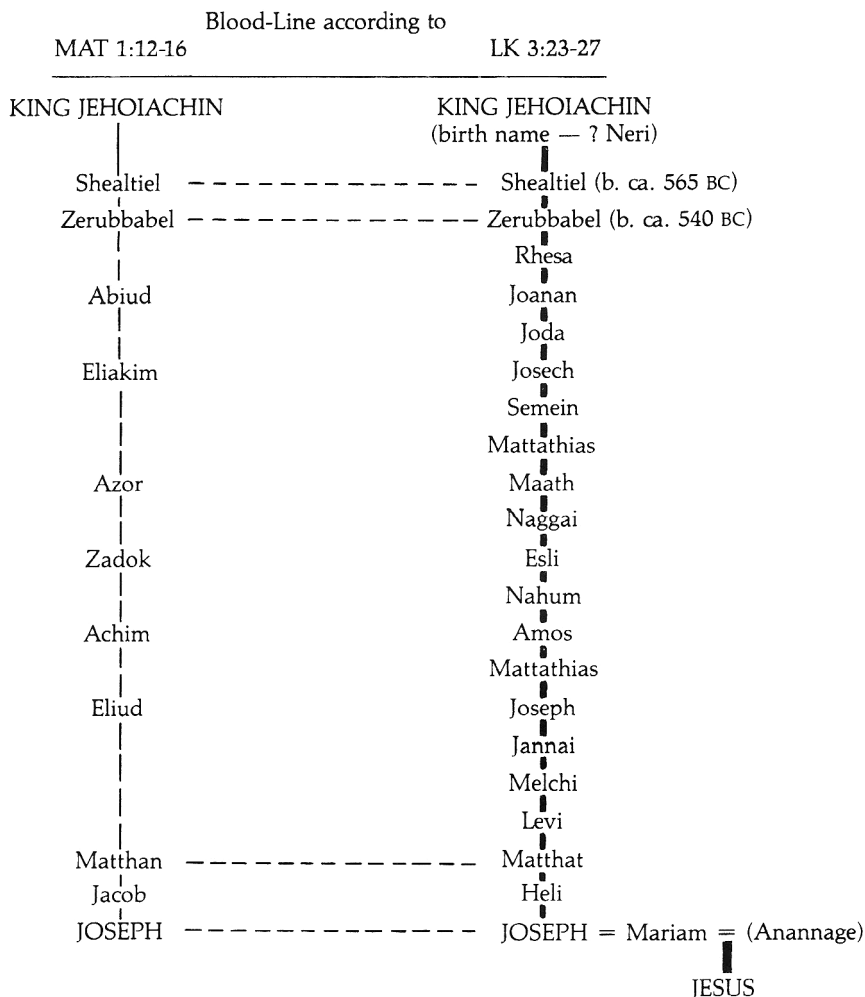 Blood-Line according to
MAT 1:12-16 LK 3:23-27
KING JEHOIACHIN KING JEHOIACHIN
(birth name — ? Neri)
Shealtiel Shealtiel (b. ca. 565 BC)
Zerubbabel Zerubbabel (b. ca. 540 BC)
Rhesa
Abiud Joanan
Joda
Eliakim Josech
Semein
Mattathias
Azor Maath
Naggai
Zadok Esli
Nahum
Achim Amos
Mattathias
Eliud Joseph
Jannai
Melchi
Levi
Matthan Matthat
Jacob Heli
JOSEPH JOSEPH = Mariam = (Anannage)
JESUS